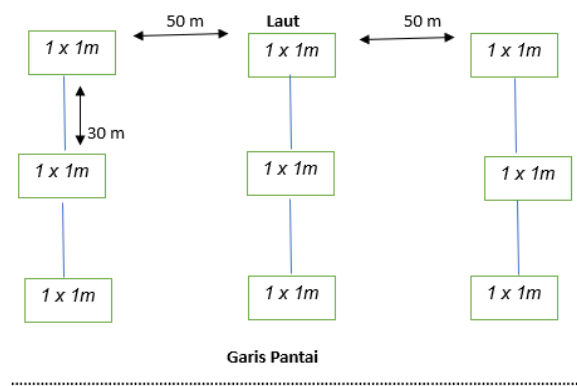 50 m Laut 50 m
1 x 1m 1 x 1m 1 x 1m
30 m
1 x 1m 1 x 1m 1 x 1m
1 x 1m 1 x 1m 1 x 1m
Garis Pantai